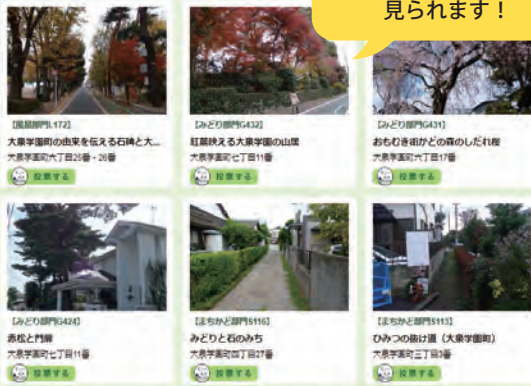 見られます！
【風景部門L172】
大泉学園町の由来を伝える石碑と大...
大泉学園町六丁目25番・26番
投票する
【みどり部門G432】
紅葉映える大泉学園の山居
大泉学園町七丁目11番
投票する
【みどり部門G431】
おもむき街かどの森のしだれ桜
大泉学園町六丁目17番
投票する
【みどり部門G424】
赤松と門扉
大泉学園町七丁目11番
投票する
【まちかど部門S116】
みどりと石のみち
大泉学園町四丁目27番
投票する
【まちかど部門S113】
ひみつの抜け道（大泉学園町）
大泉学園町三丁目3番
投票する